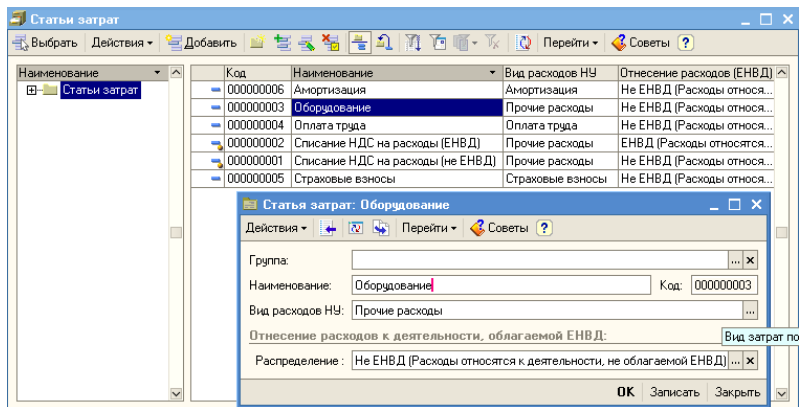 Статьи затрат
Выбрать Действия Добавить Перейти Советы ?
Наименование Код Наименование Вид расходов НУ Отнесение расходов (ЕНВД)
Статьи затрат 000000006 Амортизация Амортизация Не ЕНВД (Расходы относя...
000000003 Оборудование Прочие расходы Не ЕНВД (Расходы относя...
000000004 Оплата труда Оплата труда Не ЕНВД (Расходы относя...
000000002 Списание НДС на расходы (ЕНВД) Прочие расходы ЕНВД (Расходы относятся...
000000001 Списание НДС на расходы (не ЕНВД) Прочие расходы Не ЕНВД (Расходы относя...
000000005 Страховые взносы Страховые взносы Не ЕНВД (Расходы относя...
Статья затрат: Оборудование
Действия Перейти Советы ?
Группа: ... x
Наименование: Оборудование Код: 000000003
Вид расходов НУ: Прочие расходы ...
Отнесение расходов к деятельности, облагаемой ЕНВД:
Вид затрат по
Распределение : Не ЕНВД (Расходы относятся к деятельности, не облагаемой ЕНВД) ... x
OK Записать Закрыть